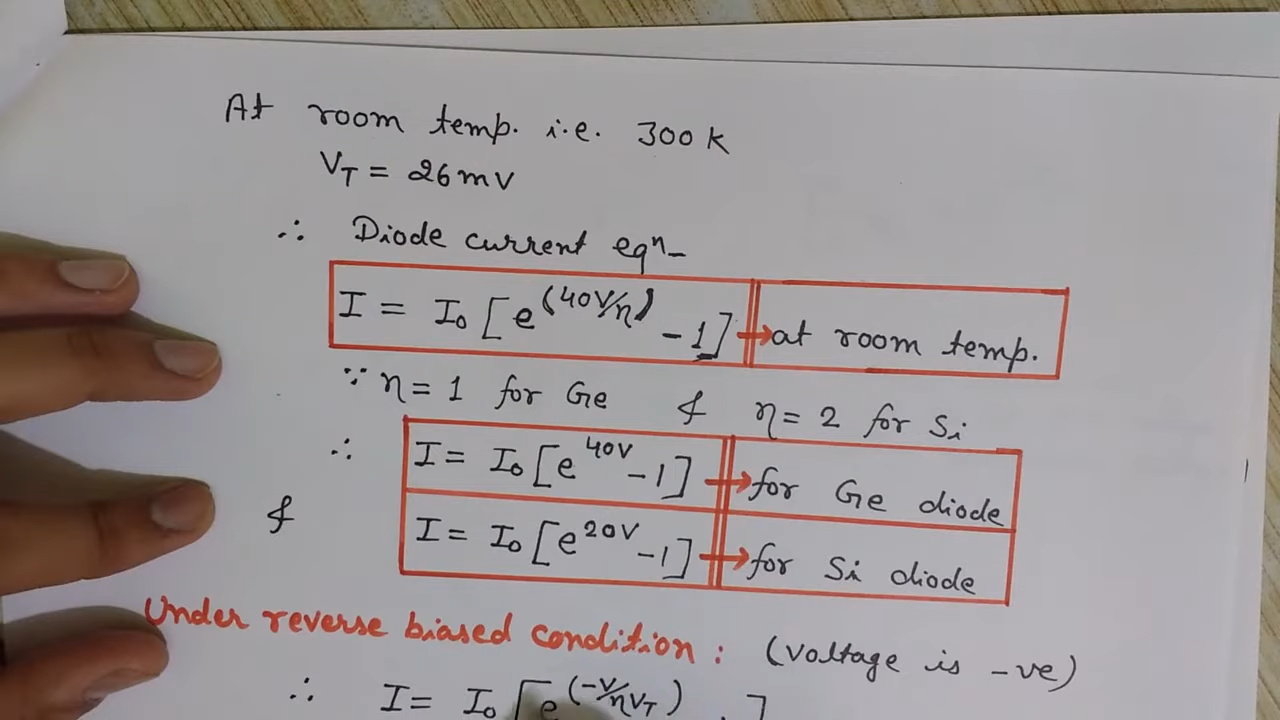 At room temp. i.e. 300 K
V_T = 26 mV
∴ Diode current eqⁿ–
I = I₀ [e^(40V/η) - 1] → at room temp.
∵ η = 1 for Ge & η = 2 for Si
∴ I = I₀ [e^40V - 1] → for Ge diode
& I = I₀ [e^20V - 1] → for Si diode
Under reverse biased condition : (voltage is -ve)
∴ I = I₀ [e^(-V/ηV_T) ]